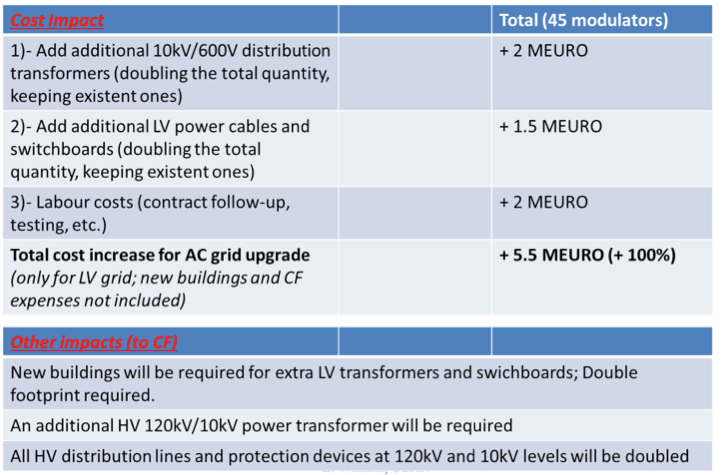 Cost Impact
Total (45 modulators)
1)- Add additional 10kV/600V distribution
transformers (doubling the total quantity,
keeping existent ones)
+ 2 MEURO
2)- Add additional LV power cables and
switchboards (doubling the total
quantity, keeping existent ones)
+ 1.5 MEURO
3)- Labour costs (contract follow-up,
testing, etc.)
+ 2 MEURO
Total cost increase for AC grid upgrade
(only for LV grid; new buildings and CF
expenses not included)
+ 5.5 MEURO (+ 100%)
Other impacts (to CF)
New buildings will be required for extra LV transformers and swichboards; Double
footprint required.
An additional HV 120kV/10kV power transformer will be required
All HV distribution lines and protection devices at 120kV and 10kV levels will be doubled